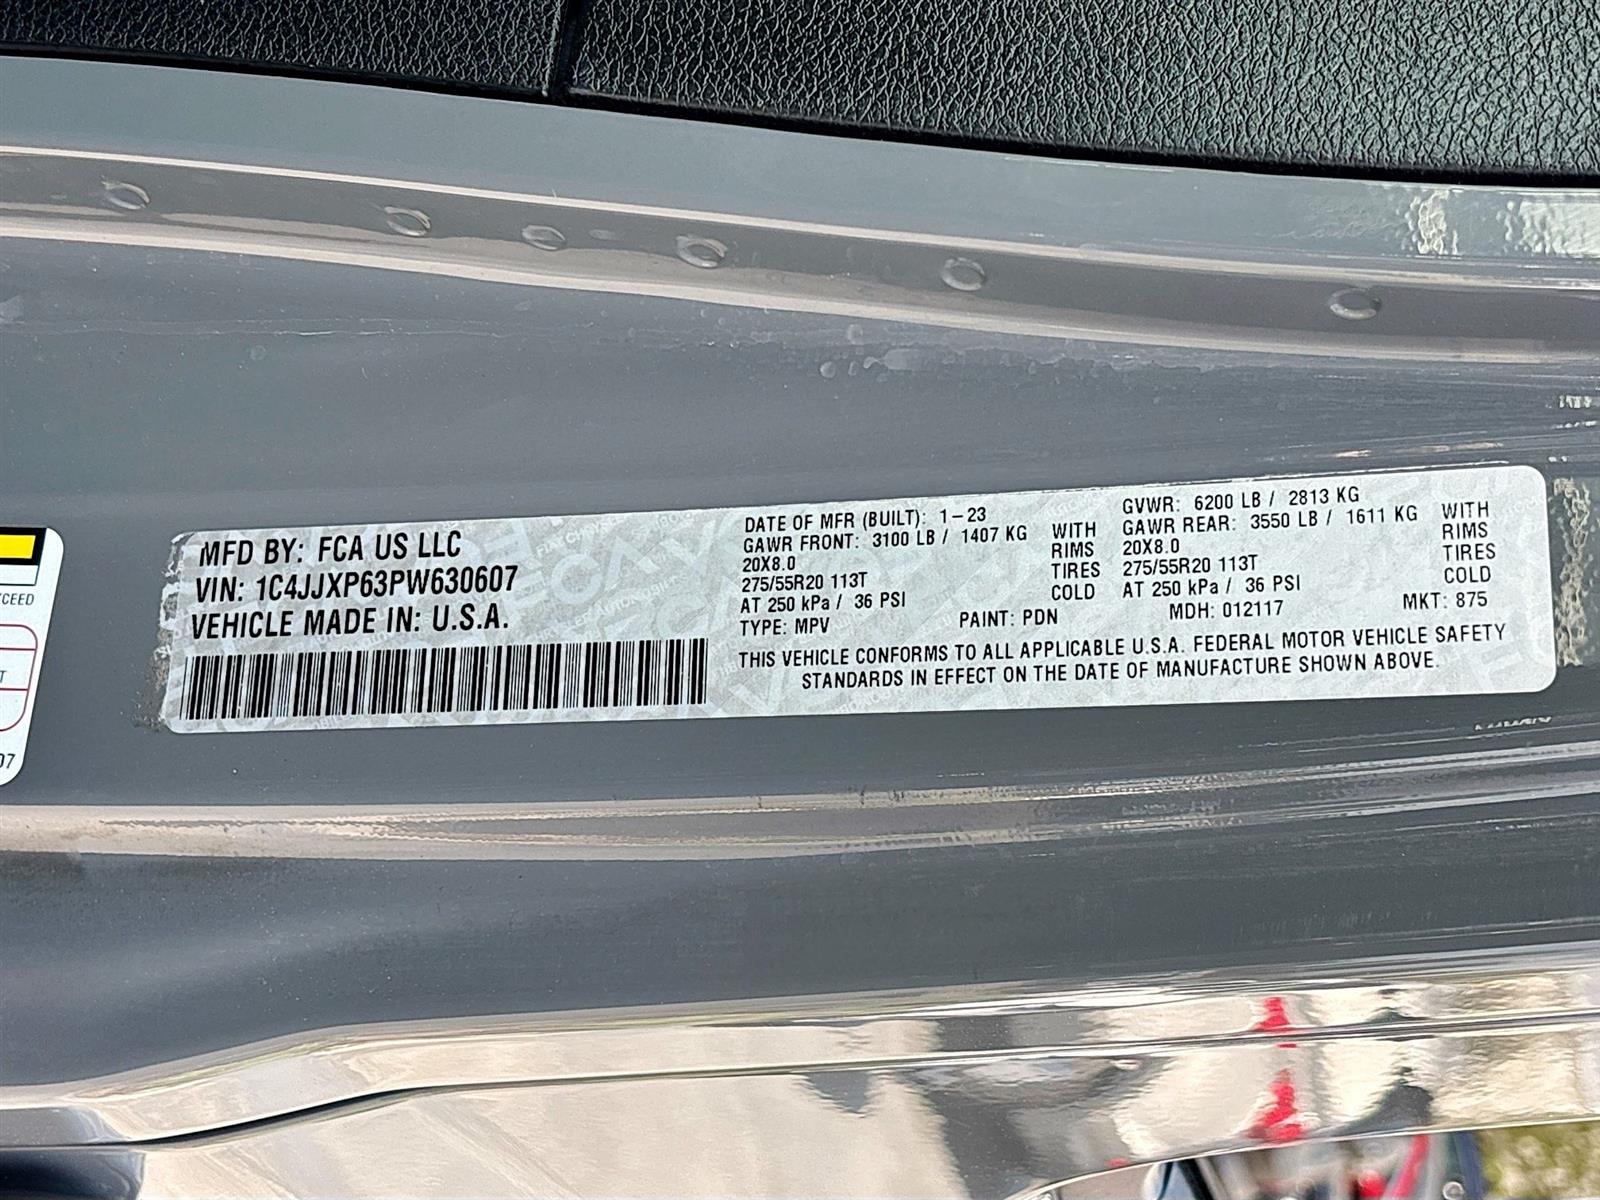 MFD BY: FCA US LLC
VIN: 1C4JJXP63PW630607
VEHICLE MADE IN: U.S.A.
DATE OF MFR (BUILT): 1-23
GAWR FRONT: 3100 LB / 1407 KG WITH
20X8.0 RIMS
275/55R20 113T TIRES
AT 250 kPa / 36 PSI COLD
TYPE: MPV PAINT: PDN
GVWR: 6200 LB / 2813 KG
GAWR REAR: 3550 LB / 1611 KG WITH
20X8.0 RIMS
275/55R20 113T TIRES
AT 250 kPa / 36 PSI COLD
MDH: 012117 MKT: 875
THIS VEHICLE CONFORMS TO ALL APPLICABLE U.S.A. FEDERAL MOTOR VEHICLE SAFETY
STANDARDS IN EFFECT ON THE DATE OF MANUFACTURE SHOWN ABOVE.